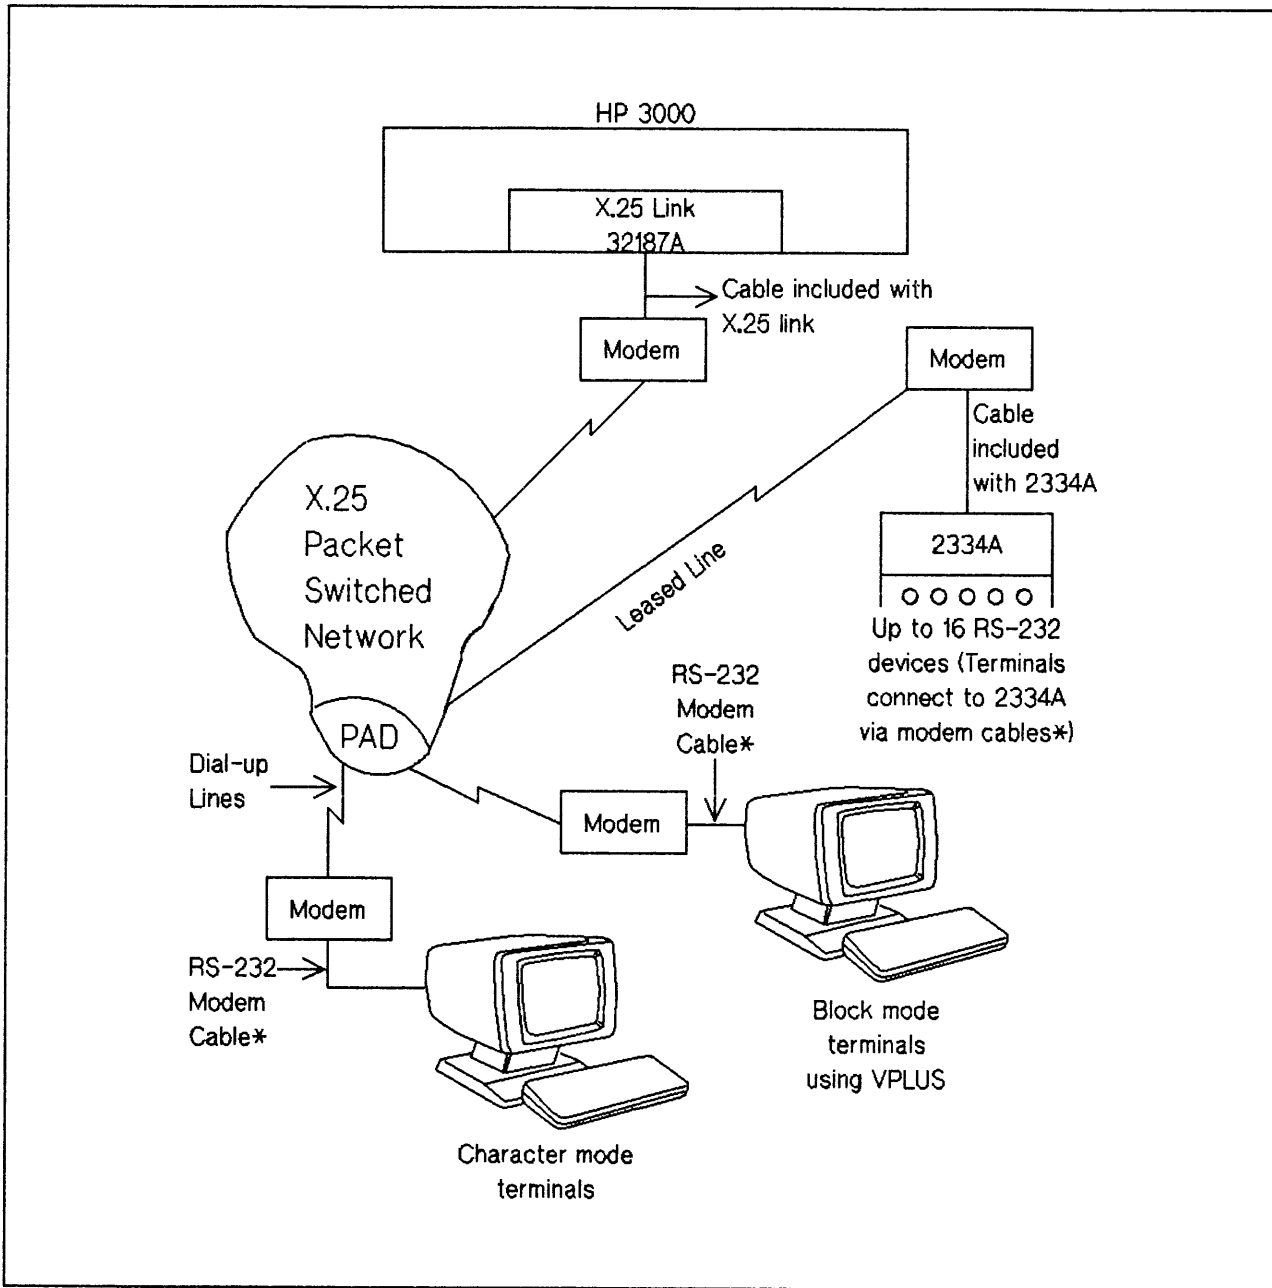 HP 3000
X.25 Link
32187A
Cable included with
X.25 link
Modem
Modem
Cable
included
with 2334A
X.25
Packet
Switched
Network
2334A
Leased Line
Up to 16 RS-232
devices (Terminals
connect to 2334A
via modem cables*)
RS-232
Modem
Cable*
PAD
Dial-up
Lines
Modem
Modem
RS-232
Modem
Cable*
Block mode
terminals
using VPLUS
Character mode
terminals